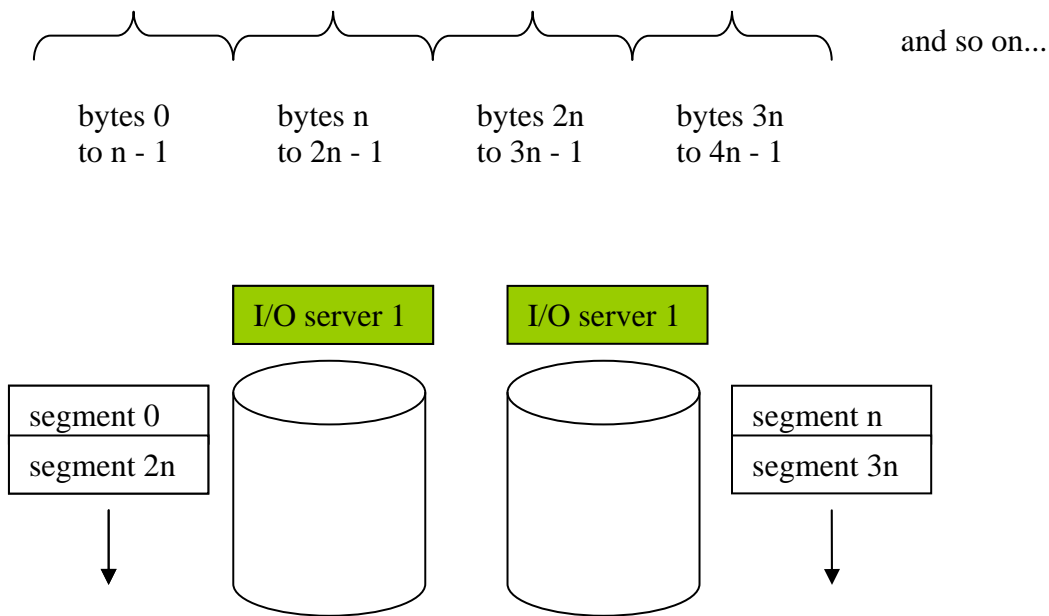 and so on...
bytes 0
to n - 1
bytes n
to 2n - 1
bytes 2n
to 3n - 1
bytes 3n
to 4n - 1
I/O server 1
I/O server 1
segment 0
segment 2n
segment n
segment 3n